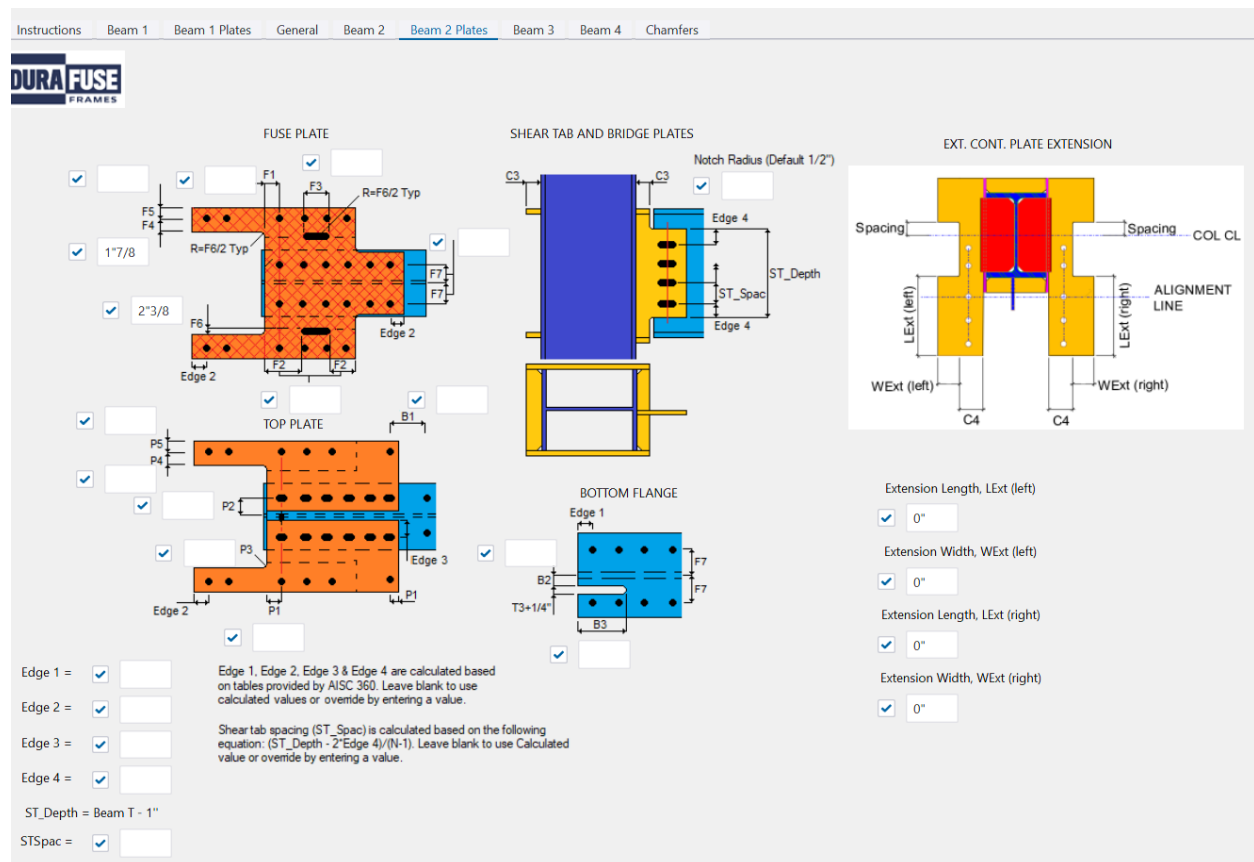 Instructions Beam 1 Beam 1 Plates General Beam 2 Beam 2 Plates Beam 3 Beam 4 Chamfers
DURA FUSE
FRAMES
FUSE PLATE
F1
F3
R=F6/2 Typ
F5
F4
R=F6/2 Typ
1"7/8
F7
F7
2"3/8
F6
Edge 2
F2
F2
Edge 2
TOP PLATE
B1
P5
P4
P2
P3
Edge 3
Edge 2
P1
P1
SHEAR TAB AND BRIDGE PLATES
Notch Radius (Default 1/2")
C3
C3
Edge 4
ST_Depth
ST_Spac
Edge 4
BOTTOM FLANGE
Edge 1
F7
B2
F7
T3+1/4"
B3
EXT. CONT. PLATE EXTENSION
Spacing
Spacing
COL CL
ALIGNMENT
LINE
LExt (left)
LExt (right)
WExt (left)
WExt (right)
C4
C4
Extension Length, LExt (left)
0"
Extension Width, WExt (left)
0"
Extension Length, LExt (right)
0"
Extension Width, WExt (right)
0"
Edge 1 =
Edge 2 =
Edge 3 =
Edge 4 =
ST_Depth = Beam T - 1"
STSpac =
Edge 1, Edge 2, Edge 3 & Edge 4 are calculated based
on tables provided by AISC 360. Leave blank to use
calculated values or override by entering a value.
Shear tab spacing (ST_Spac) is calculated based on the following
equation: (ST_Depth - 2*Edge 4)/(N-1). Leave blank to use Calculated
value or override by entering a value.